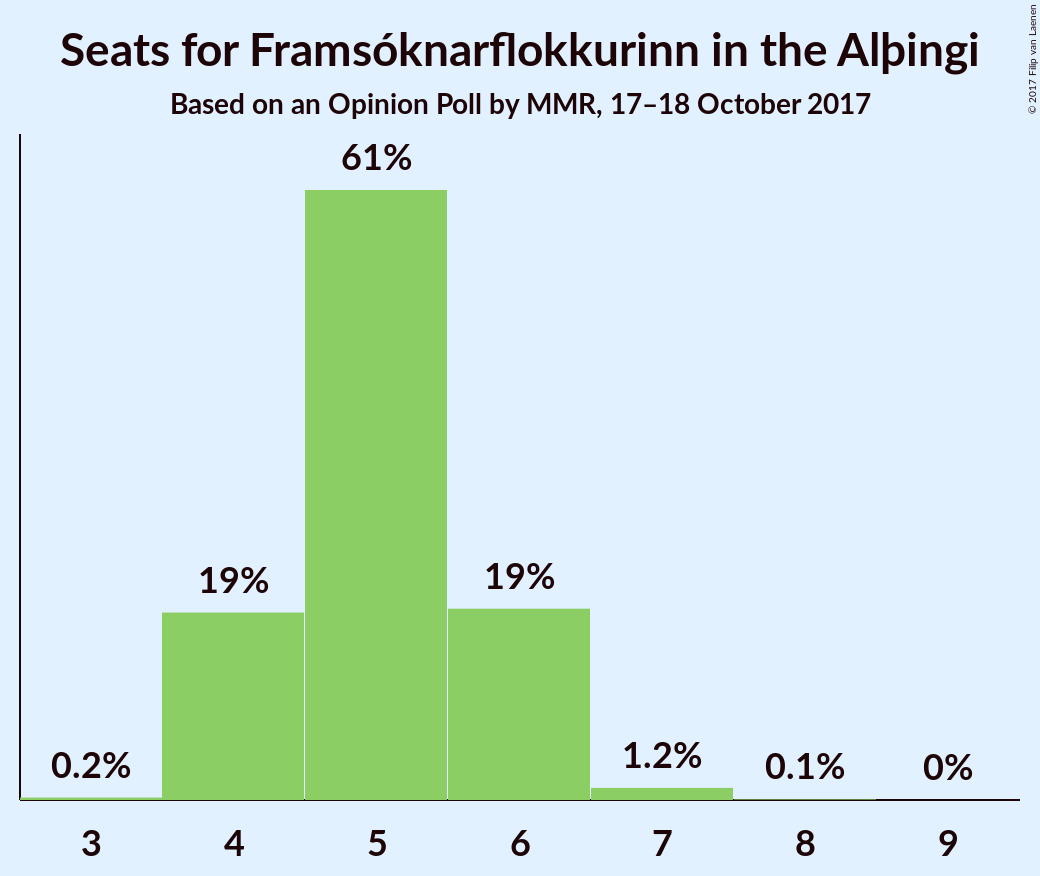 Seats for Framsóknarflokkurinn in the Alþingi
Based on an Opinion Poll by MMR, 17–18 October 2017
© 2017 Filip van Laenen
61%
19%
19%
0.2%
1.2%
0.1%
0%
3 4 5 6 7 8 9